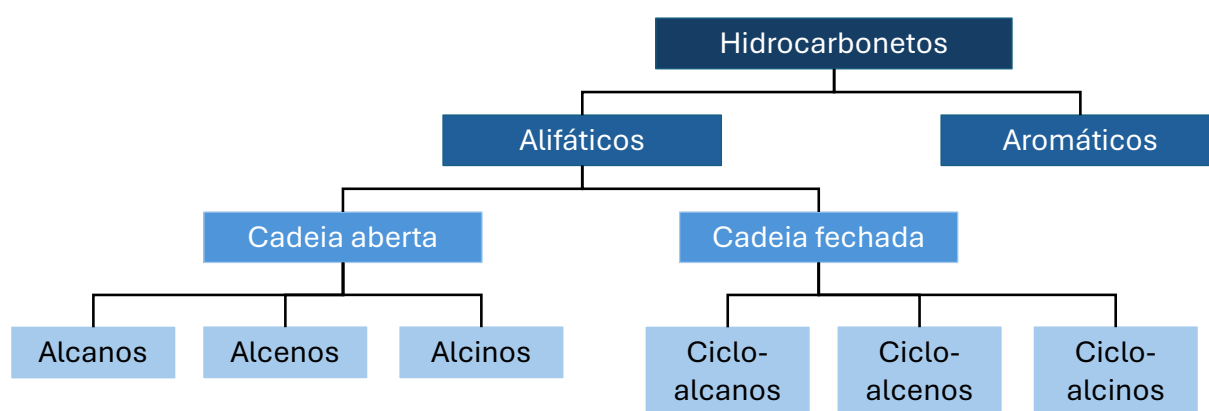 Hidrocarbonetos
Alifáticos
Aromáticos
Cadeia aberta
Cadeia fechada
Alcanos
Alcenos
Alcinos
Ciclo-
alcanos
Ciclo-
alcenos
Ciclo-
alcinos